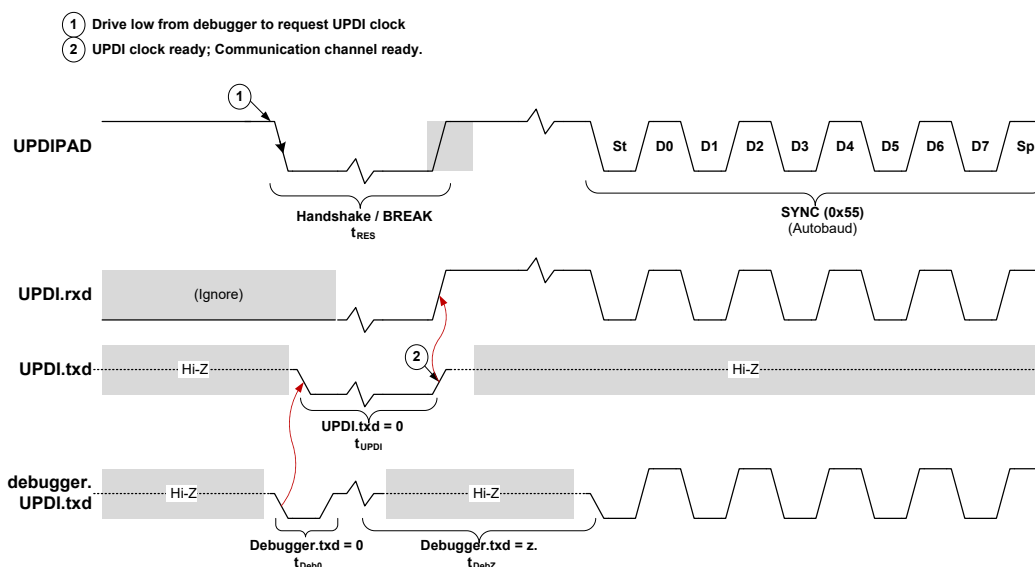 1 Drive low from debugger to request UPDI clock
2 UPDI clock ready; Communication channel ready.
1
UPDIPAD
St D0 D1 D2 D3 D4 D5 D6 D7 Sp
Handshake / BREAK
tRES
SYNC (0x55)
(Autobaud)
UPDI.rxd
(Ignore)
2
UPDI.txd
Hi-Z
Hi-Z
UPDI.txd = 0
tUPDI
debugger.
UPDI.txd
Hi-Z
Hi-Z
Debugger.txd = 0
tDeb0
Debugger.txd = z.
tDebZ